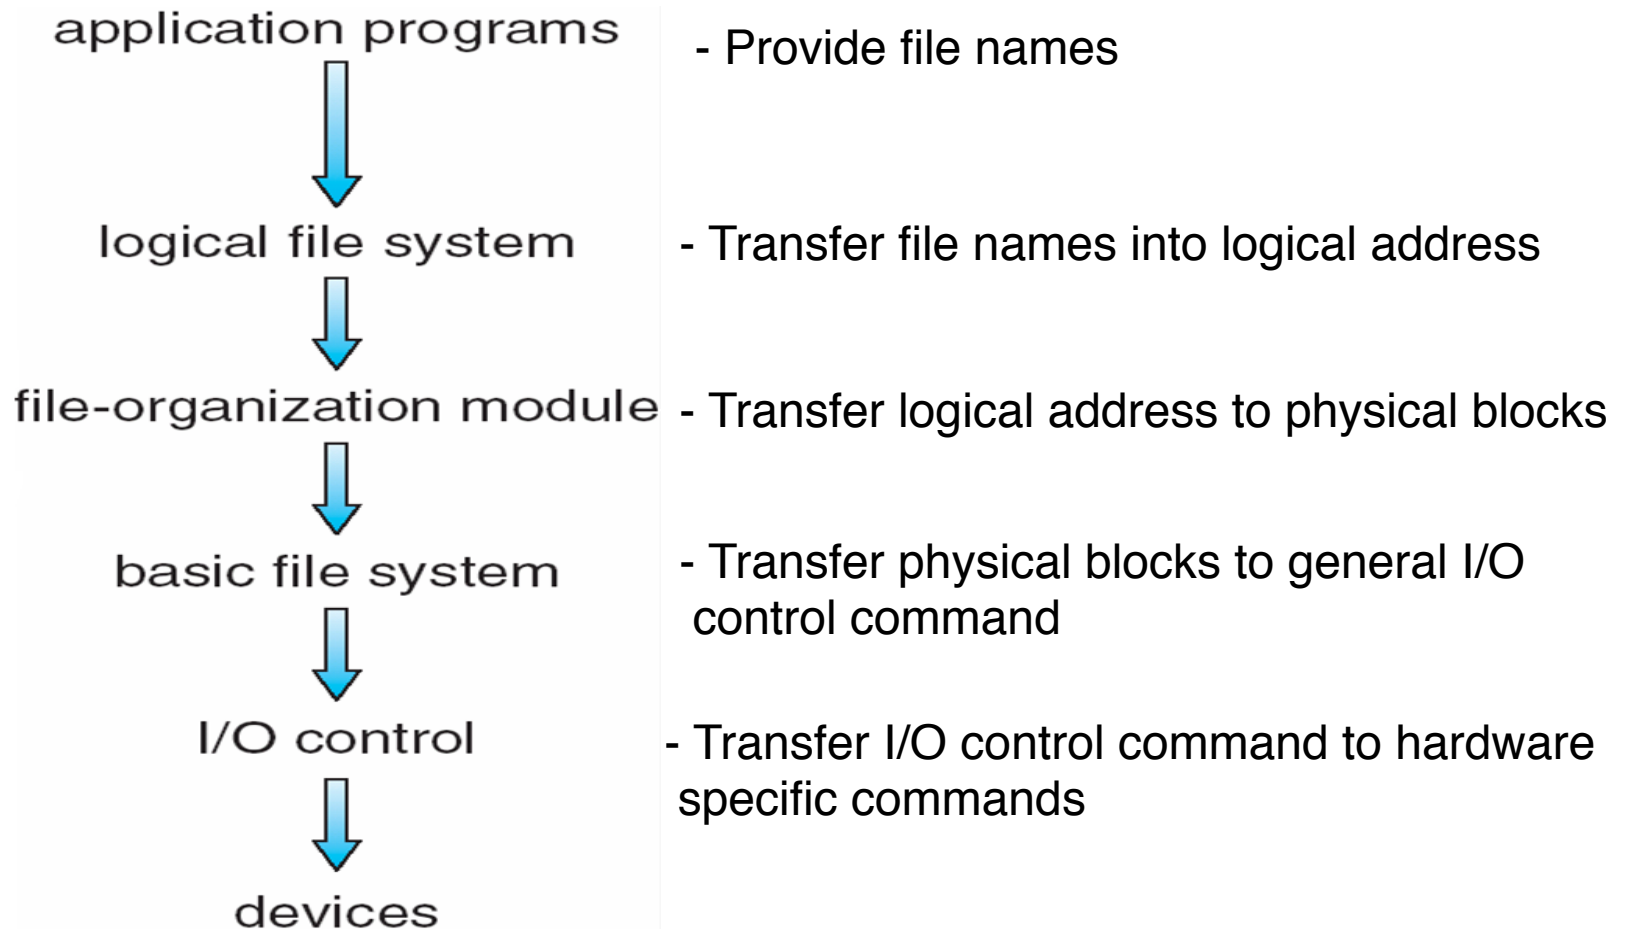 application programs
- Provide file names
logical file system
- Transfer file names into logical address
file-organization module
- Transfer logical address to physical blocks
basic file system
- Transfer physical blocks to general I/O
control command
I/O control
- Transfer I/O control command to hardware
specific commands
devices